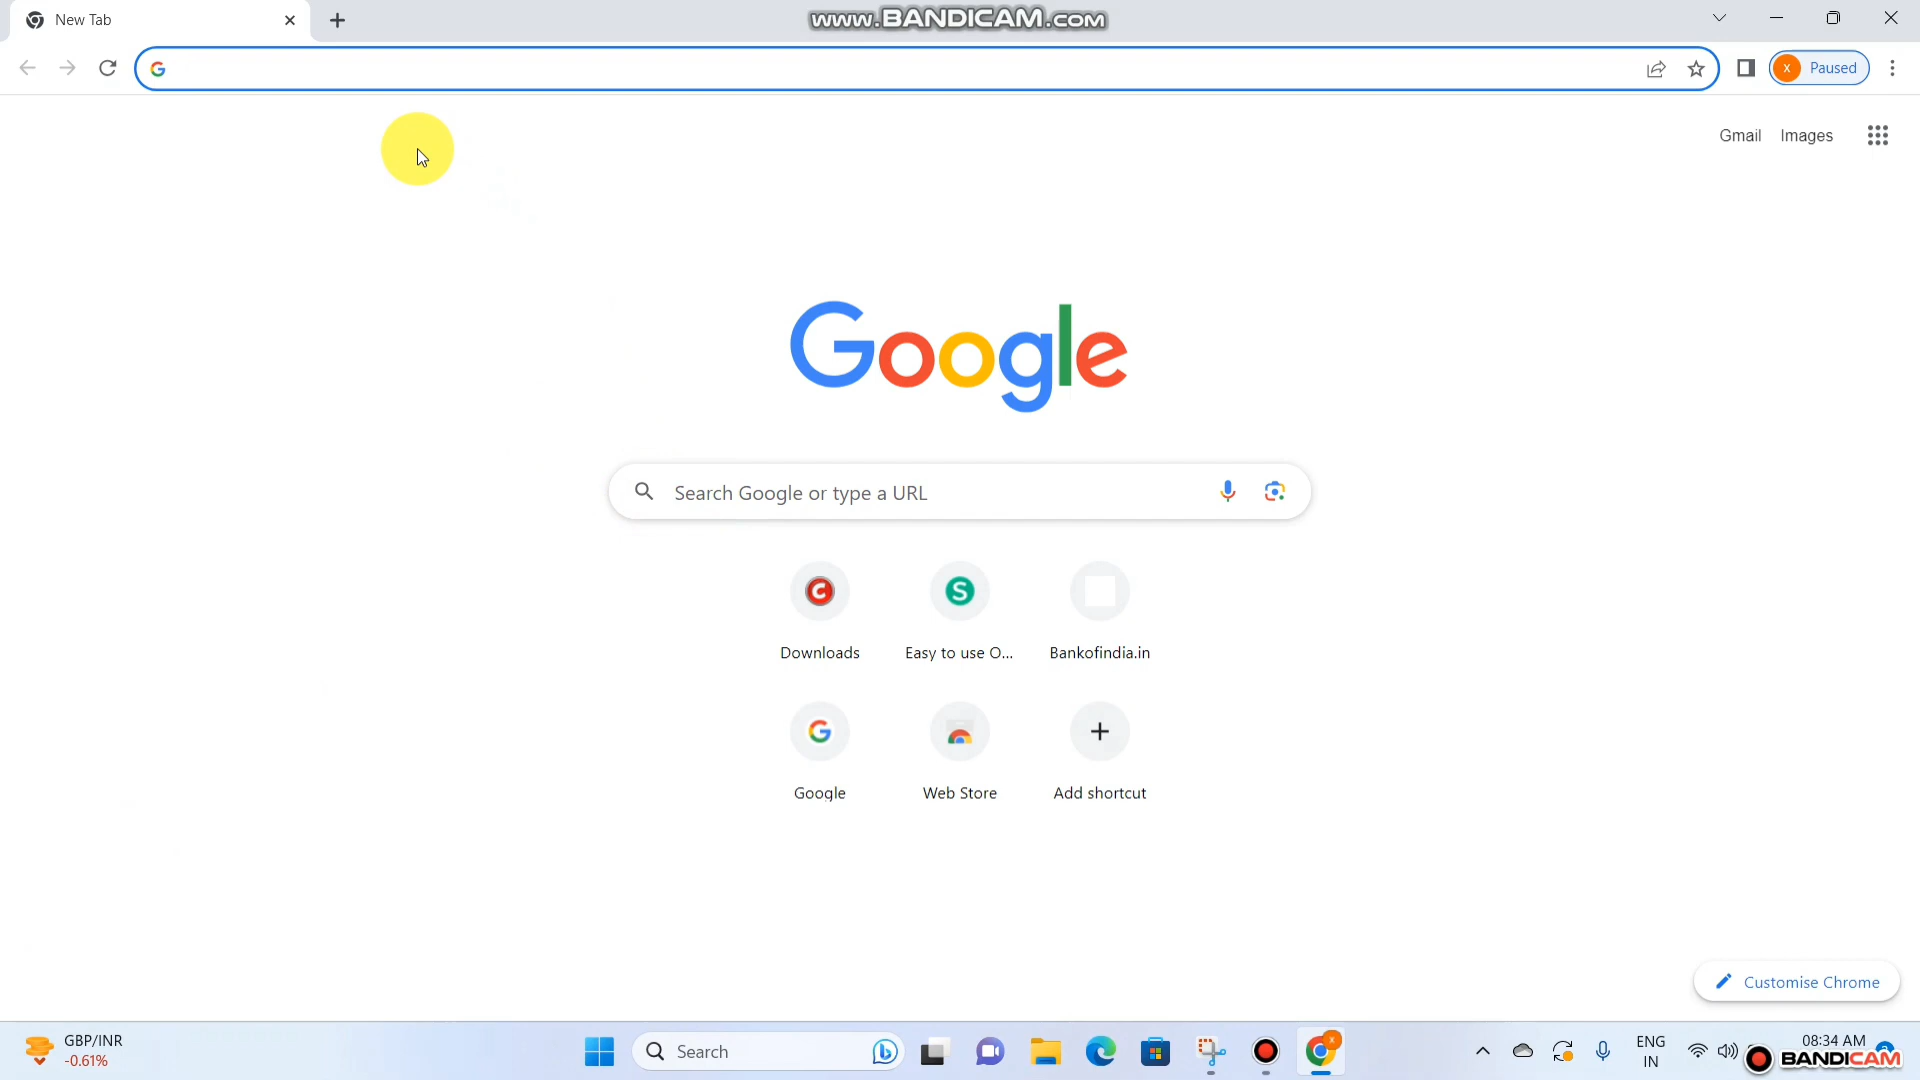 New Tab
www.BANDICAM.com
x Paused
Gmail Images
Google
Search Google or type a URL
C S
Downloads Easy to use O... Bankofindia.in
Google Web Store Add shortcut
Customise Chrome
GBP/INR
-0.61%
Search
x
ENG
IN
08:34 AM
BANDICAM